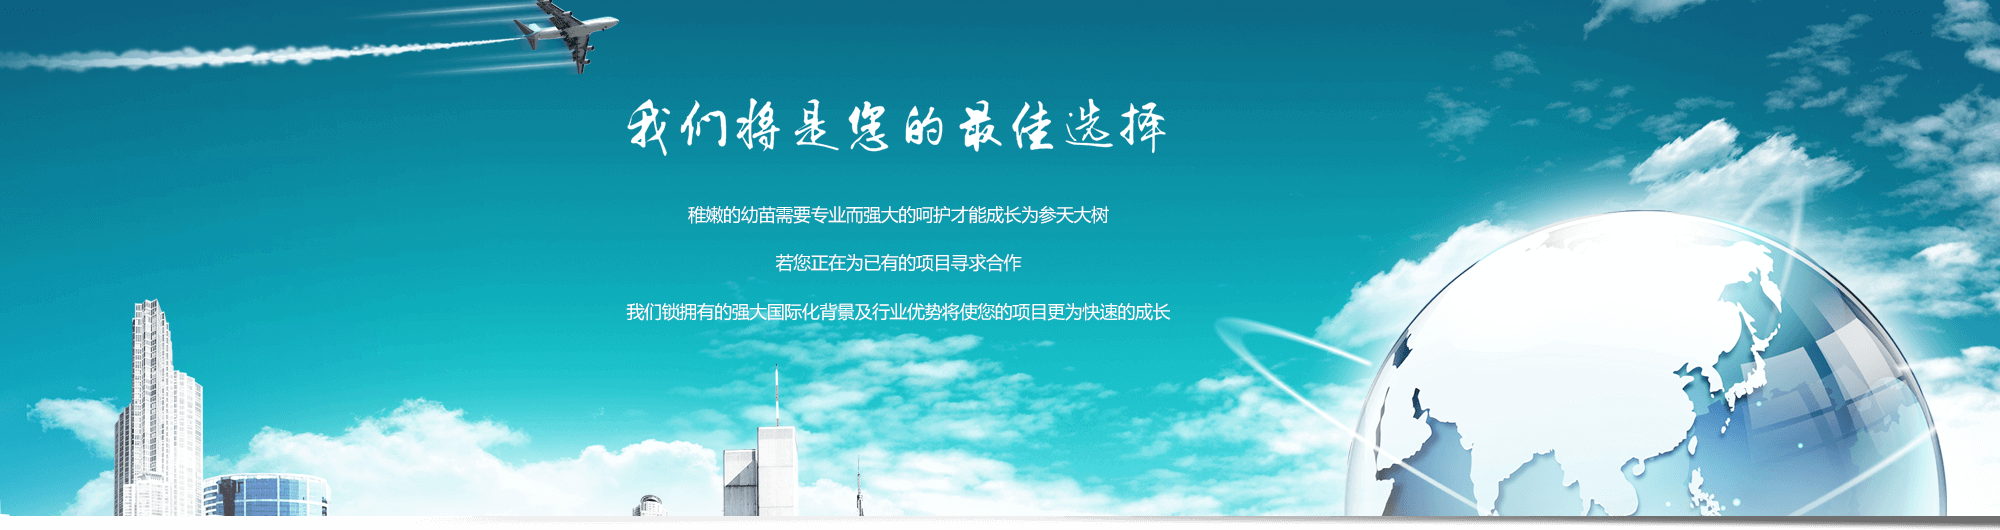 我们将是您的最佳选择
稚嫩的幼苗需要专业而强大的呵护才能成长为参天大树
若您正在为已有的项目寻求合作
我们锁拥有的强大国际化背景及行业优势将使您的项目更为快速的成长